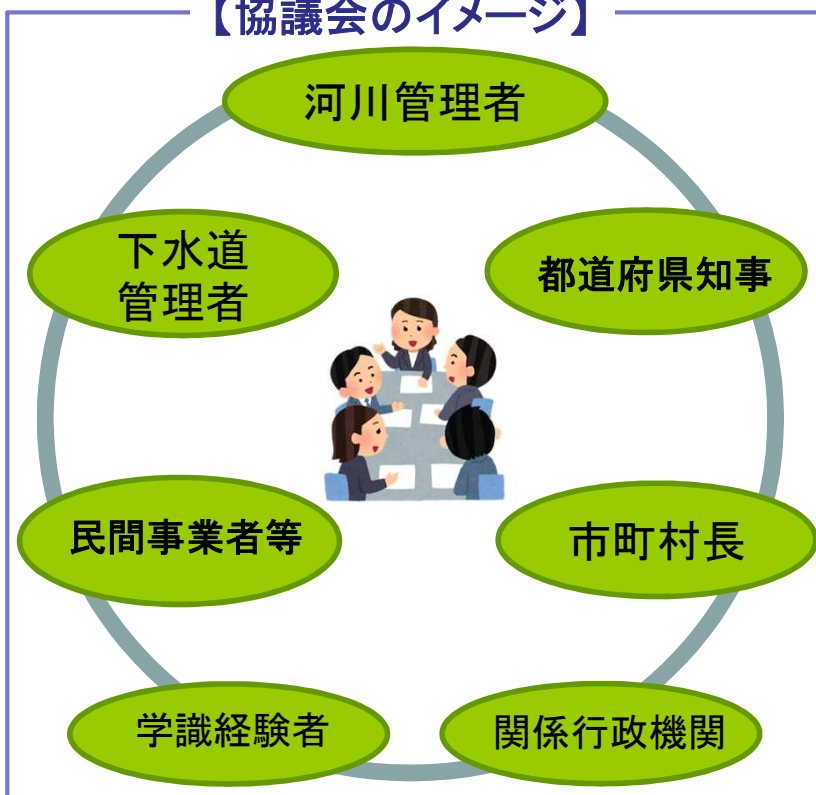 【協議会のイメージ】
河川管理者
下水道
管理者
都道府県知事
民間事業者等
市町村長
学識経験者
関係行政機関